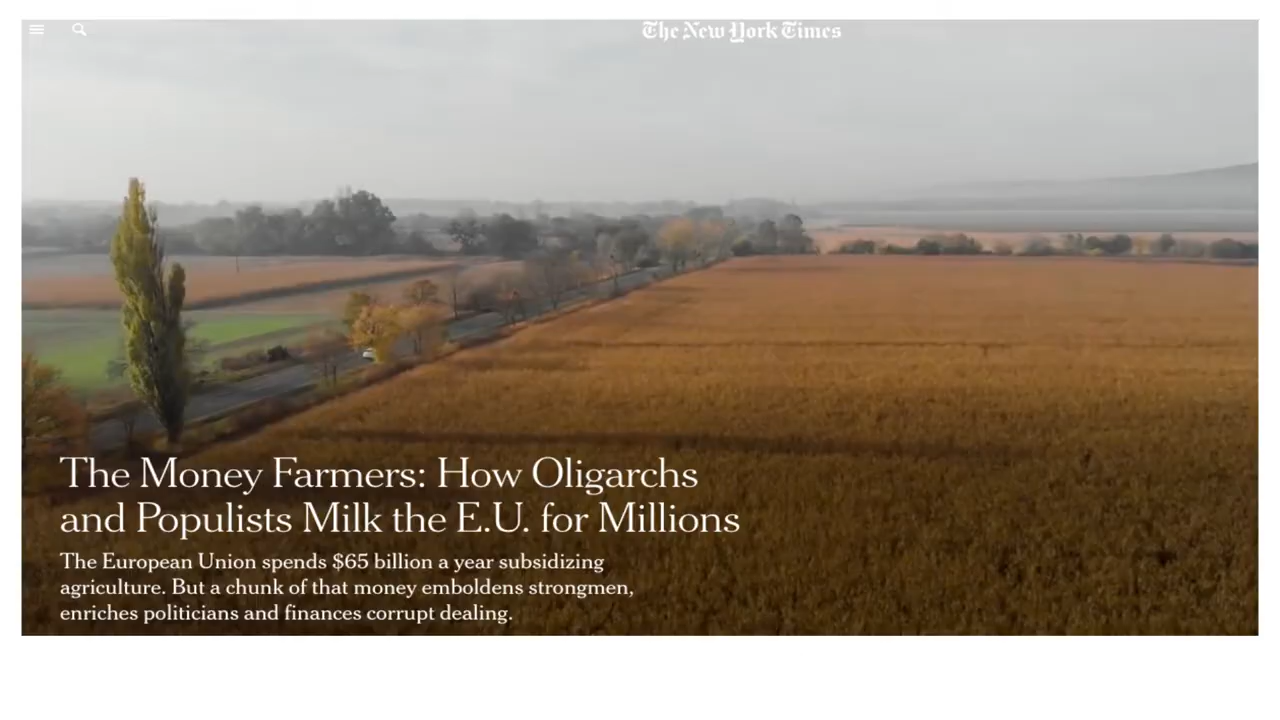 The New York Times
The Money Farmers: How Oligarchs
and Populists Milk the E.U. for Millions
The European Union spends $65 billion a year subsidizing
agriculture. But a chunk of that money emboldens strongmen,
enriches politicians and finances corrupt dealing.